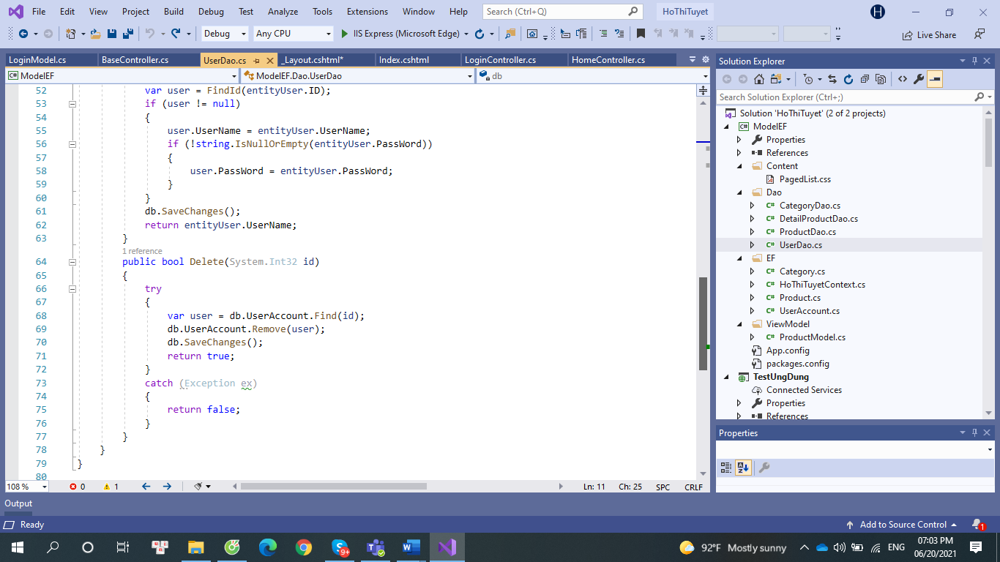 File Edit View Project Build Debug Test Analyze Tools Extensions Window Help Search (Ctrl+Q) HoThiTuyet H
Debug Any CPU IIS Express (Microsoft Edge) Live Share
LoginModel.cs BaseController.cs UserDao.cs _Layout.cshtml* Index.cshtml LoginController.cs HomeController.cs
ModelEF ModelEF.Dao.UserDao db
52 var user = FindId(entityUser.ID);
53 if (user != null)
54 {
55 user.UserName = entityUser.UserName;
56 if (!string.IsNullOrEmpty(entityUser.PassWord))
57 {
58 user.PassWord = entityUser.PassWord;
59 }
60 }
61 db.SaveChanges();
62 return entityUser.UserName;
63 }
1 reference
64 public bool Delete(System.Int32 id)
65 {
66 try
67 {
68 var user = db.UserAccount.Find(id);
69 db.UserAccount.Remove(user);
70 db.SaveChanges();
71 return true;
72 }
73 catch (Exception ex)
74 {
75 return false;
76 }
77 }
78 }
79 }
80
108 % 0 1 Ln: 11 Ch: 25 SPC CRLF
Solution Explorer
Search Solution Explorer (Ctrl+;)
Solution 'HoThiTuyet' (2 of 2 projects)
ModelEF
Properties
References
Content
PagedList.css
Dao
CategoryDao.cs
DetailProductDao.cs
ProductDao.cs
UserDao.cs
EF
Category.cs
HoThiTuyetContext.cs
Product.cs
UserAccount.cs
ViewModel
ProductModel.cs
App.config
packages.config
TestUngDung
Connected Services
Properties
References
Properties
Output
Ready Add to Source Control 1
9+ 92°F Mostly sunny ENG 07:03 PM
06/20/2021